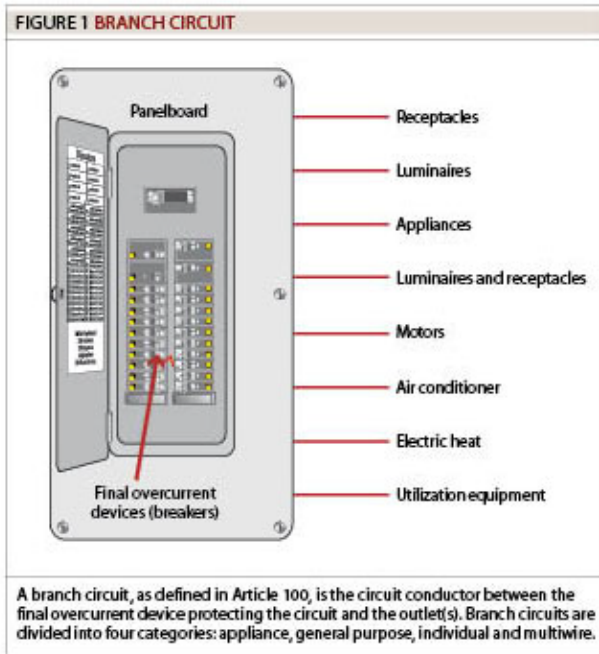 FIGURE 1 BRANCH CIRCUIT
Panelboard
Receptacles
Luminaires
Appliances
Luminaires and receptacles
Motors
Air conditioner
Electric heat
Utilization equipment
Final overcurrent
devices (breakers)
A branch circuit, as defined in Article 100, is the circuit conductor between the
final overcurrent device protecting the circuit and the outlet(s). Branch circuits are
divided into four categories: appliance, general purpose, individual and multiwire.